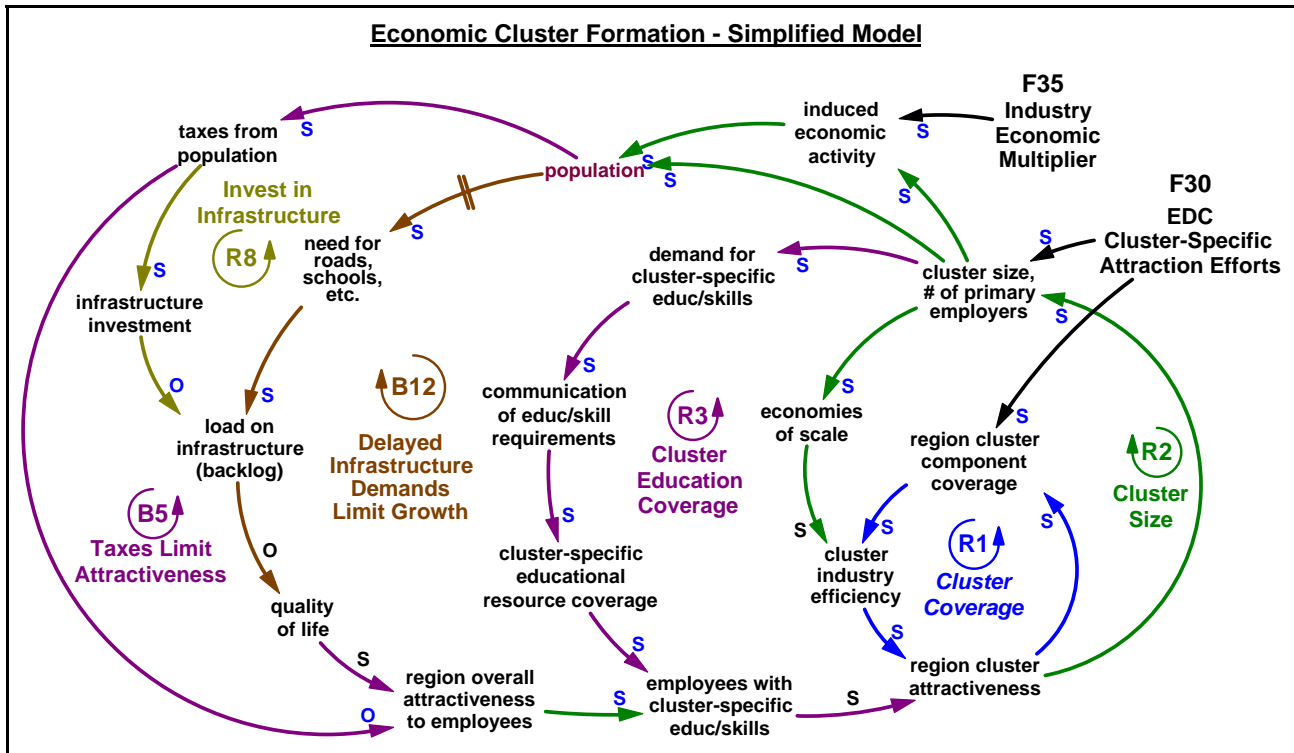 Economic Cluster Formation - Simplified Model
F35
Industry
Economic
Multiplier
S
induced
economic
activity
S
S
S
population
S
taxes from
population
Invest in
Infrastructure
R8
S
infrastructure
investment
O
S
need for
roads,
schools,
etc.
S
load on
infrastructure
(backlog)
B12
Delayed
Infrastructure
Demands
Limit Growth
B5
Taxes Limit
Attractiveness
O
quality
of life
S
O
region overall
attractiveness
to employees
S
F30
EDC
Cluster-Specific
Attraction Efforts
S
S
cluster size,
# of primary
employers
S
S
demand for
cluster-specific
educ/skills
S
communication
of educ/skill
requirements
R3
Cluster
Education
Coverage
S
cluster-specific
educational
resource coverage
S
employees with
cluster-specific
educ/skills
S
S
economies
of scale
S
cluster
industry
efficiency
S
region cluster
component
coverage
S
S
R1
Cluster
Coverage
S
region cluster
attractiveness
R2
Cluster
Size